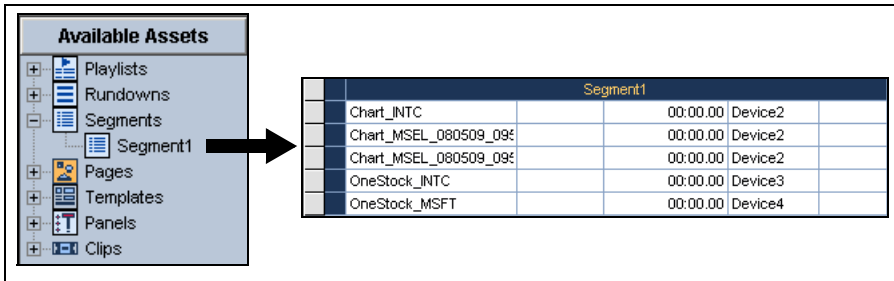 Available Assets
Playlists
Rundowns
Segments
Segment1
Pages
Templates
Panels
Clips
Segment1
Chart_INTC 00:00.00 Device2
Chart_MSEL_080509_095 00:00.00 Device2
Chart_MSEL_080509_095 00:00.00 Device2
OneStock_INTC 00:00.00 Device3
OneStock_MSFT 00:00.00 Device4